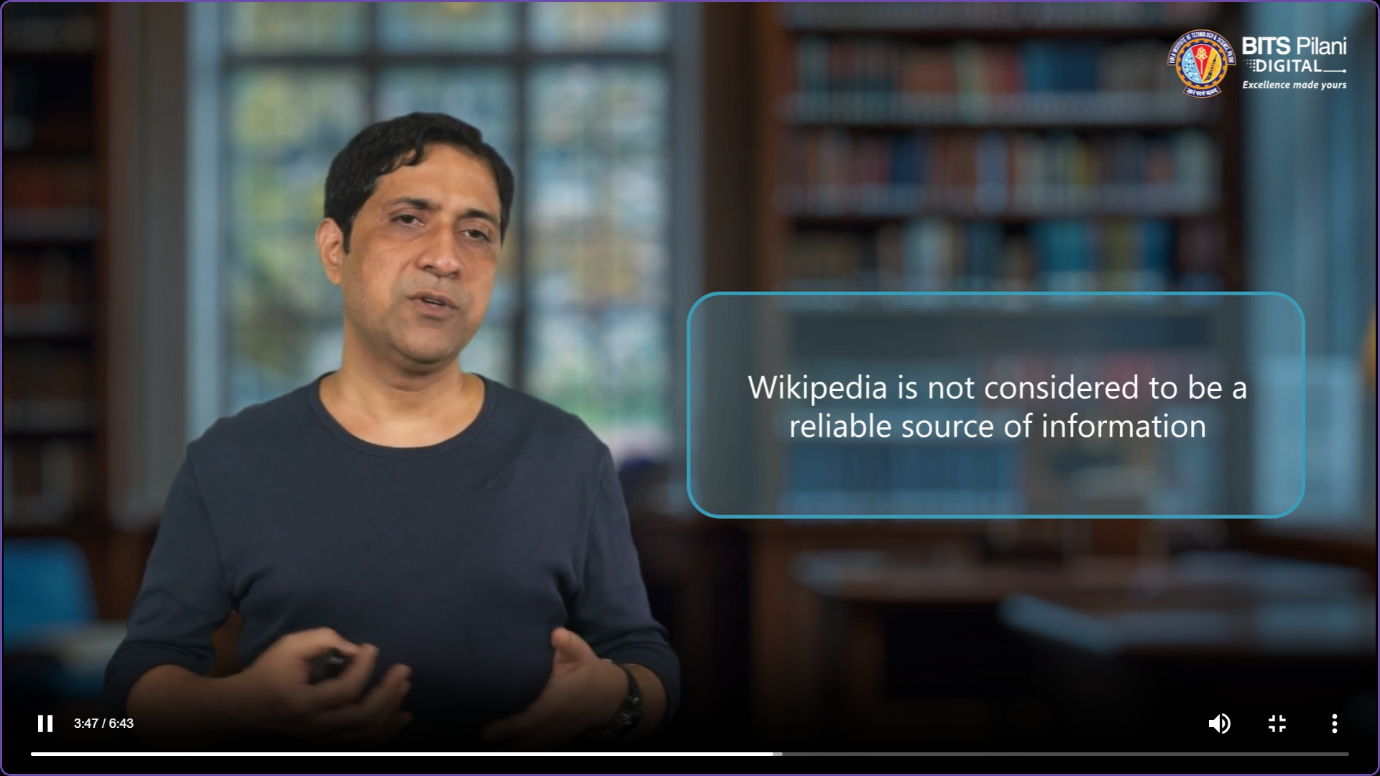 BITS Pilani
DIGITAL
Excellence made yours
Wikipedia is not considered to be a
reliable source of information
3:47 / 6:43